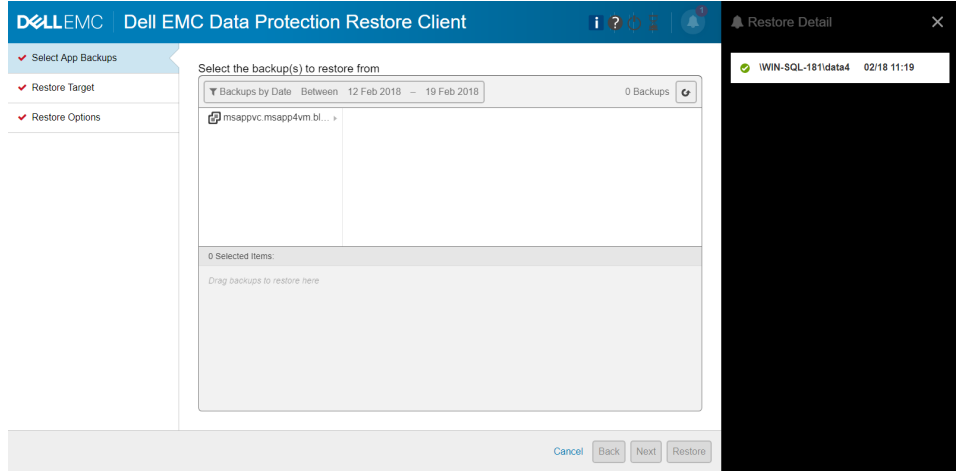 DELLEMC Dell EMC Data Protection Restore Client
1
Restore Detail
\WIN-SQL-181\data4 02/18 11:19
Select App Backups
Restore Target
Restore Options
Select the backup(s) to restore from
Backups by Date Between 12 Feb 2018 – 19 Feb 2018 0 Backups
msappvc.msapp4vm.bl...
0 Selected Items:
Drag backups to restore here
Cancel Back Next Restore